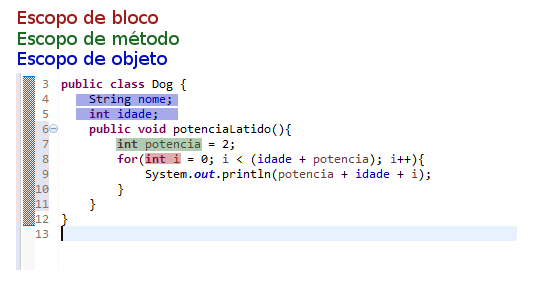 Escopo de bloco
Escopo de método
Escopo de objeto
3 public class Dog {
4 String nome;
5 int idade;
6 public void potenciaLatido(){
7 int potencia = 2;
8 for(int i = 0; i < (idade + potencia); i++){
9 System.out.println(potencia + idade + i);
10 }
11 }
12 }
13